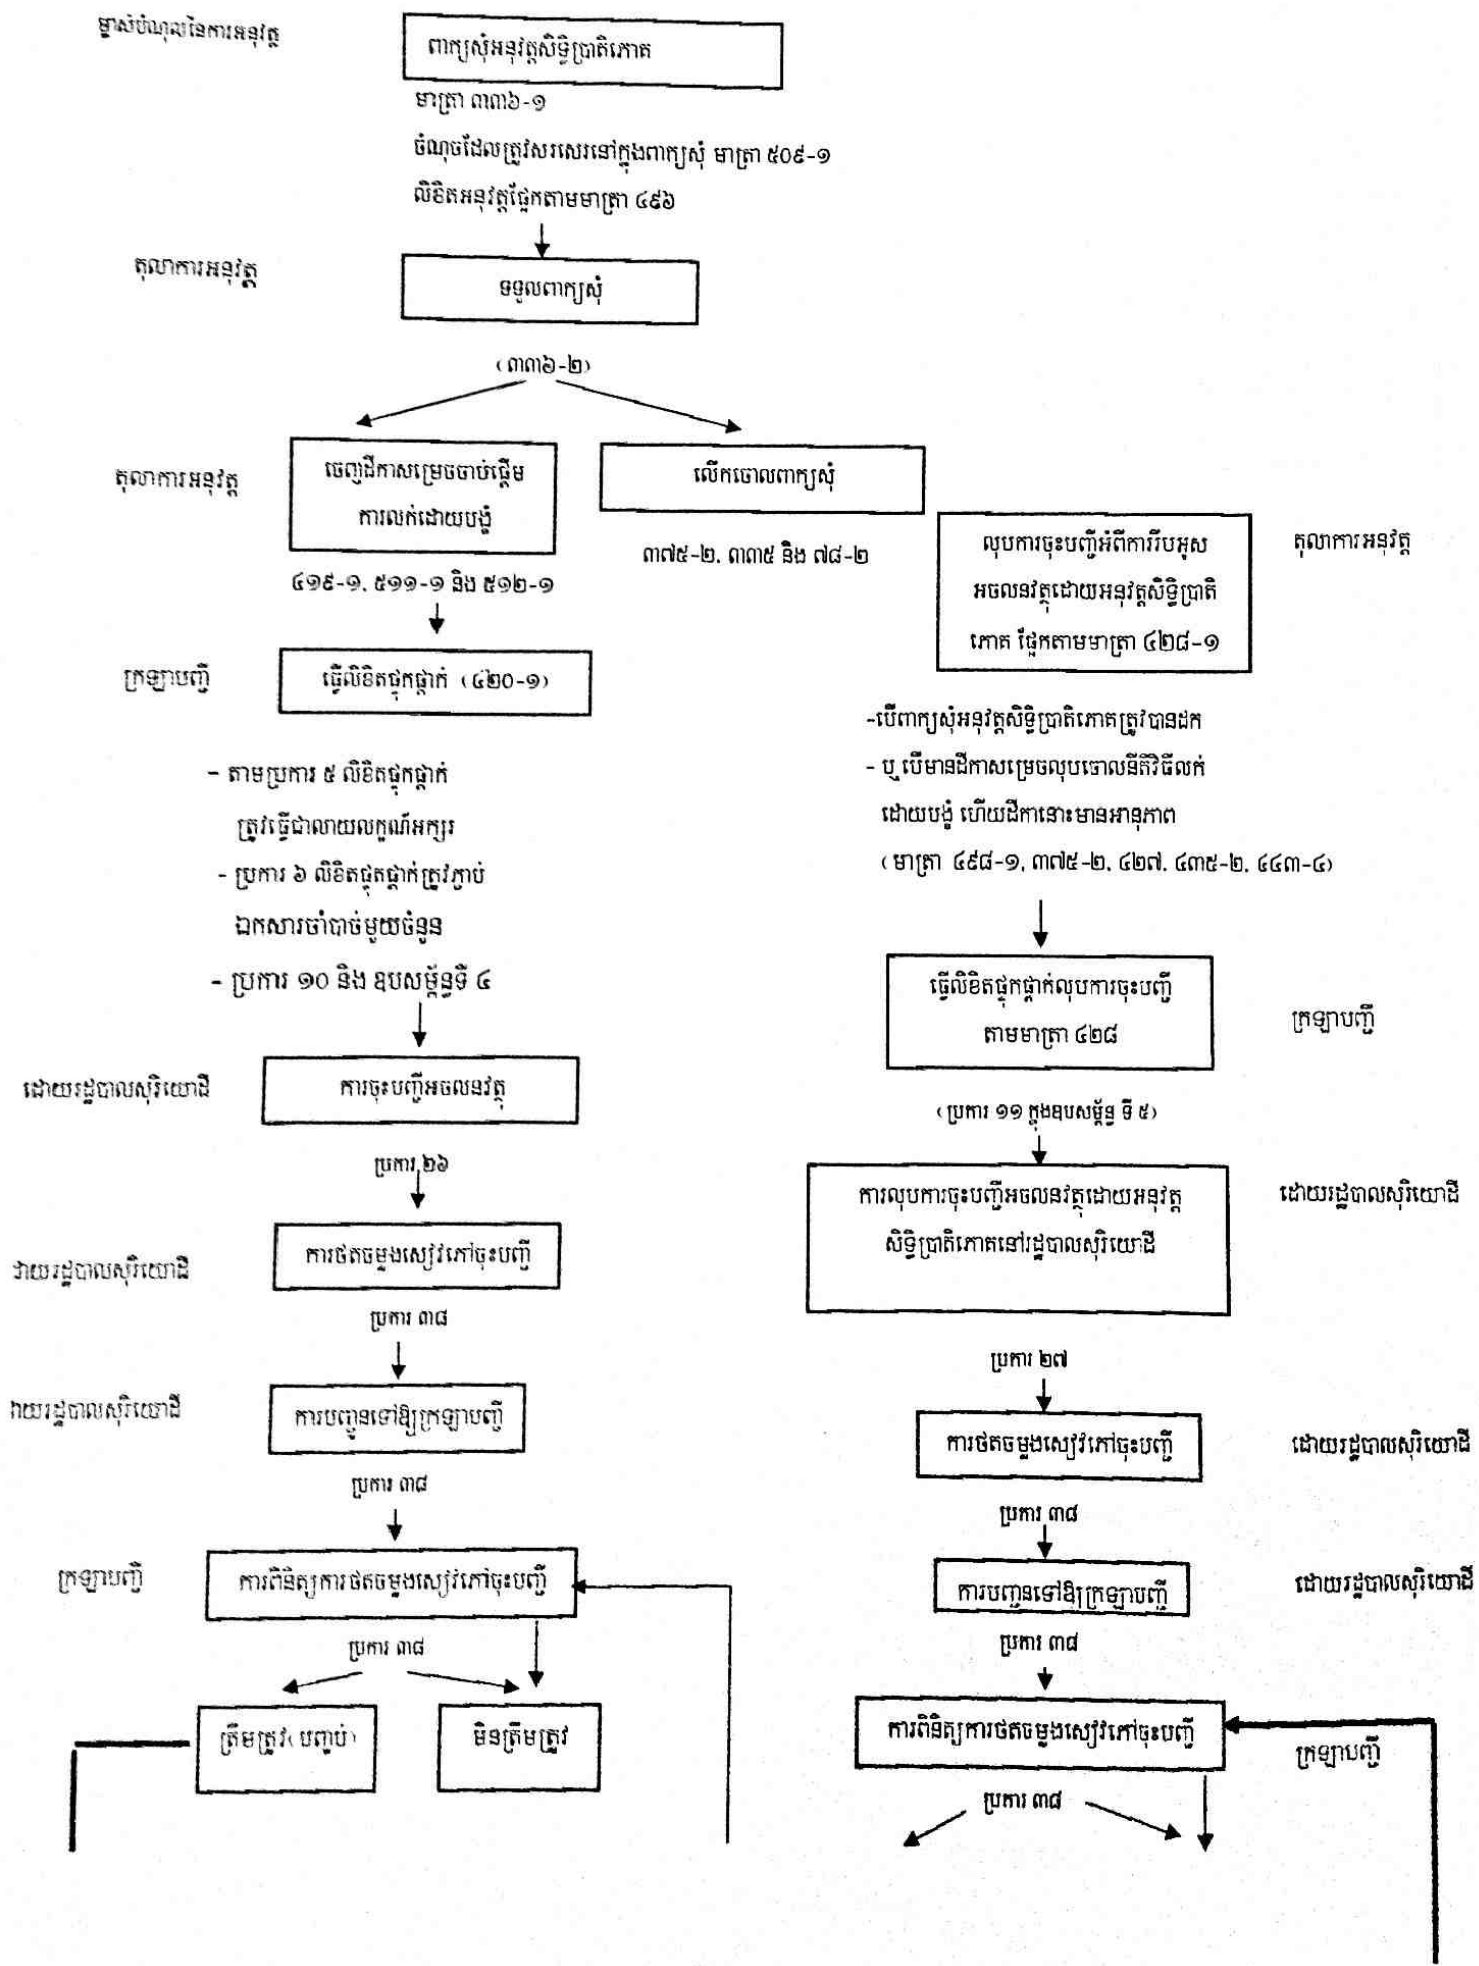 ម្ចាស់បំណុលនៃការអនុវត្ត
ពាក្យសុំអនុវត្តសិទ្ធិប្រាតិភោគ
មាត្រា ៣៣៦-១
ចំណុចដែលត្រូវសរសេរនៅក្នុងពាក្យសុំ មាត្រា ៥០៩-១
លិខិតអនុវត្តផ្អែកតាមមាត្រា ៤៩៦
តុលាការអនុវត្ត
ទទួលពាក្យសុំ
(៣៣៦-២)
តុលាការអនុវត្ត
ចេញដីកាសម្រេចចាប់ផ្តើម
ការលក់ដោយបង្ខំ
៤១៩-១, ៥១១-១ និង ៥១២-១
លើកចោលពាក្យសុំ
៣៧៥-២, ៣៣៥ និង ៧៨-២
ក្រឡាបញ្ជី
ធ្វើលិខិតផ្ទុកផ្តាក់ (៤២០-១)
- តាមប្រការ ៥ លិខិតផ្ទុកផ្តាក់
ត្រូវធ្វើជាលាយលក្ខណ៍អក្សរ
- ប្រការ ៦ លិខិតផ្ទុតផ្តាក់ត្រូវភ្ជាប់
ឯកសារចាំបាច់មួយចំនួន
- ប្រការ ១០ និង ឧបសម្ព័ន្ធទី ៤
ដោយរដ្ឋបាលសុរិយោដី
ការចុះបញ្ជីអចលនវត្ថុ
ប្រការ ២៦
ដោយរដ្ឋបាលសុរិយោដី
ការថតចម្លងសៀវភៅចុះបញ្ជី
ប្រការ ៣៨
ដោយរដ្ឋបាលសុរិយោដី
ការបញ្ជូនទៅឱ្យក្រឡាបញ្ជី
ប្រការ ៣៨
ក្រឡាបញ្ជី
ការពិនិត្យការថតចម្លងសៀវភៅចុះបញ្ជី
ប្រការ ៣៨
ត្រឹមត្រូវ(បញ្ចប់)
មិនត្រឹមត្រូវ
លុបការចុះបញ្ជីអំពីការរឹបអូស
អចលនវត្ថុដោយអនុវត្តសិទ្ធិប្រាតិ
ភោគ ផ្អែកតាមមាត្រា ៤២៨-១
តុលាការអនុវត្ត
-បើពាក្យសុំអនុវត្តសិទ្ធិប្រាតិភោគត្រូវបានដក
- ឬ បើមានដីកាសម្រេចលុបចោលនីតិវិធីលក់
ដោយបង្ខំ ហើយដីកានោះមានអានុភាព
(មាត្រា ៤៩៨-១, ៣៧៥-២, ៤២៧, ៤៣៥-២, ៤៤៣-៤)
ធ្វើលិខិតផ្ទុកផ្តាក់លុបការចុះបញ្ជី
តាមមាត្រា ៤២៨
ក្រឡាបញ្ជី
(ប្រការ ១១ ក្នុងឧបសម្ព័ន្ធ ទី ៥)
ការលុបការចុះបញ្ជីអចលនវត្ថុដោយអនុវត្ត
សិទ្ធិប្រាតិភោគនៅរដ្ឋបាលសុរិយោដី
ដោយរដ្ឋបាលសុរិយោដី
ប្រការ ២៧
ការថតចម្លងសៀវភៅចុះបញ្ជី
ដោយរដ្ឋបាលសុរិយោដី
ប្រការ ៣៨
ការបញ្ជូនទៅឱ្យក្រឡាបញ្ជី
ដោយរដ្ឋបាលសុរិយោដី
ប្រការ ៣៨
ការពិនិត្យការថតចម្លងសៀវភៅចុះបញ្ជី
ក្រឡាបញ្ជី
ប្រការ ៣៨